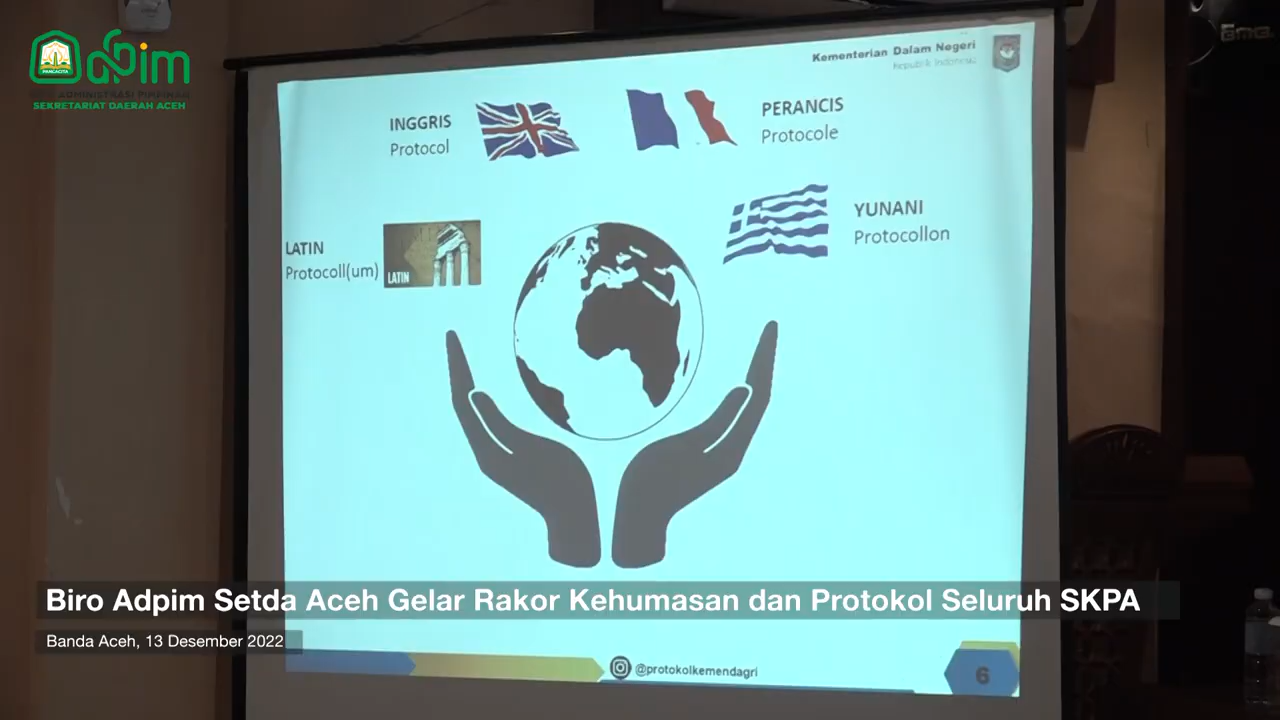 Adpim
PANCACITA
ADMINISTRASI PIMPINAN
SEKRETARIAT DAERAH ACEH
Kementerian Dalam Negeri
Republik Indonesia
INGGRIS
Protocol
PERANCIS
Protocole
YUNANI
Protocollon
LATIN
Protocoll(um)
LATIN
Biro Adpim Setda Aceh Gelar Rakor Kehumasan dan Protokol Seluruh SKPA
Banda Aceh, 13 Desember 2022
@protokolkemendagri
6